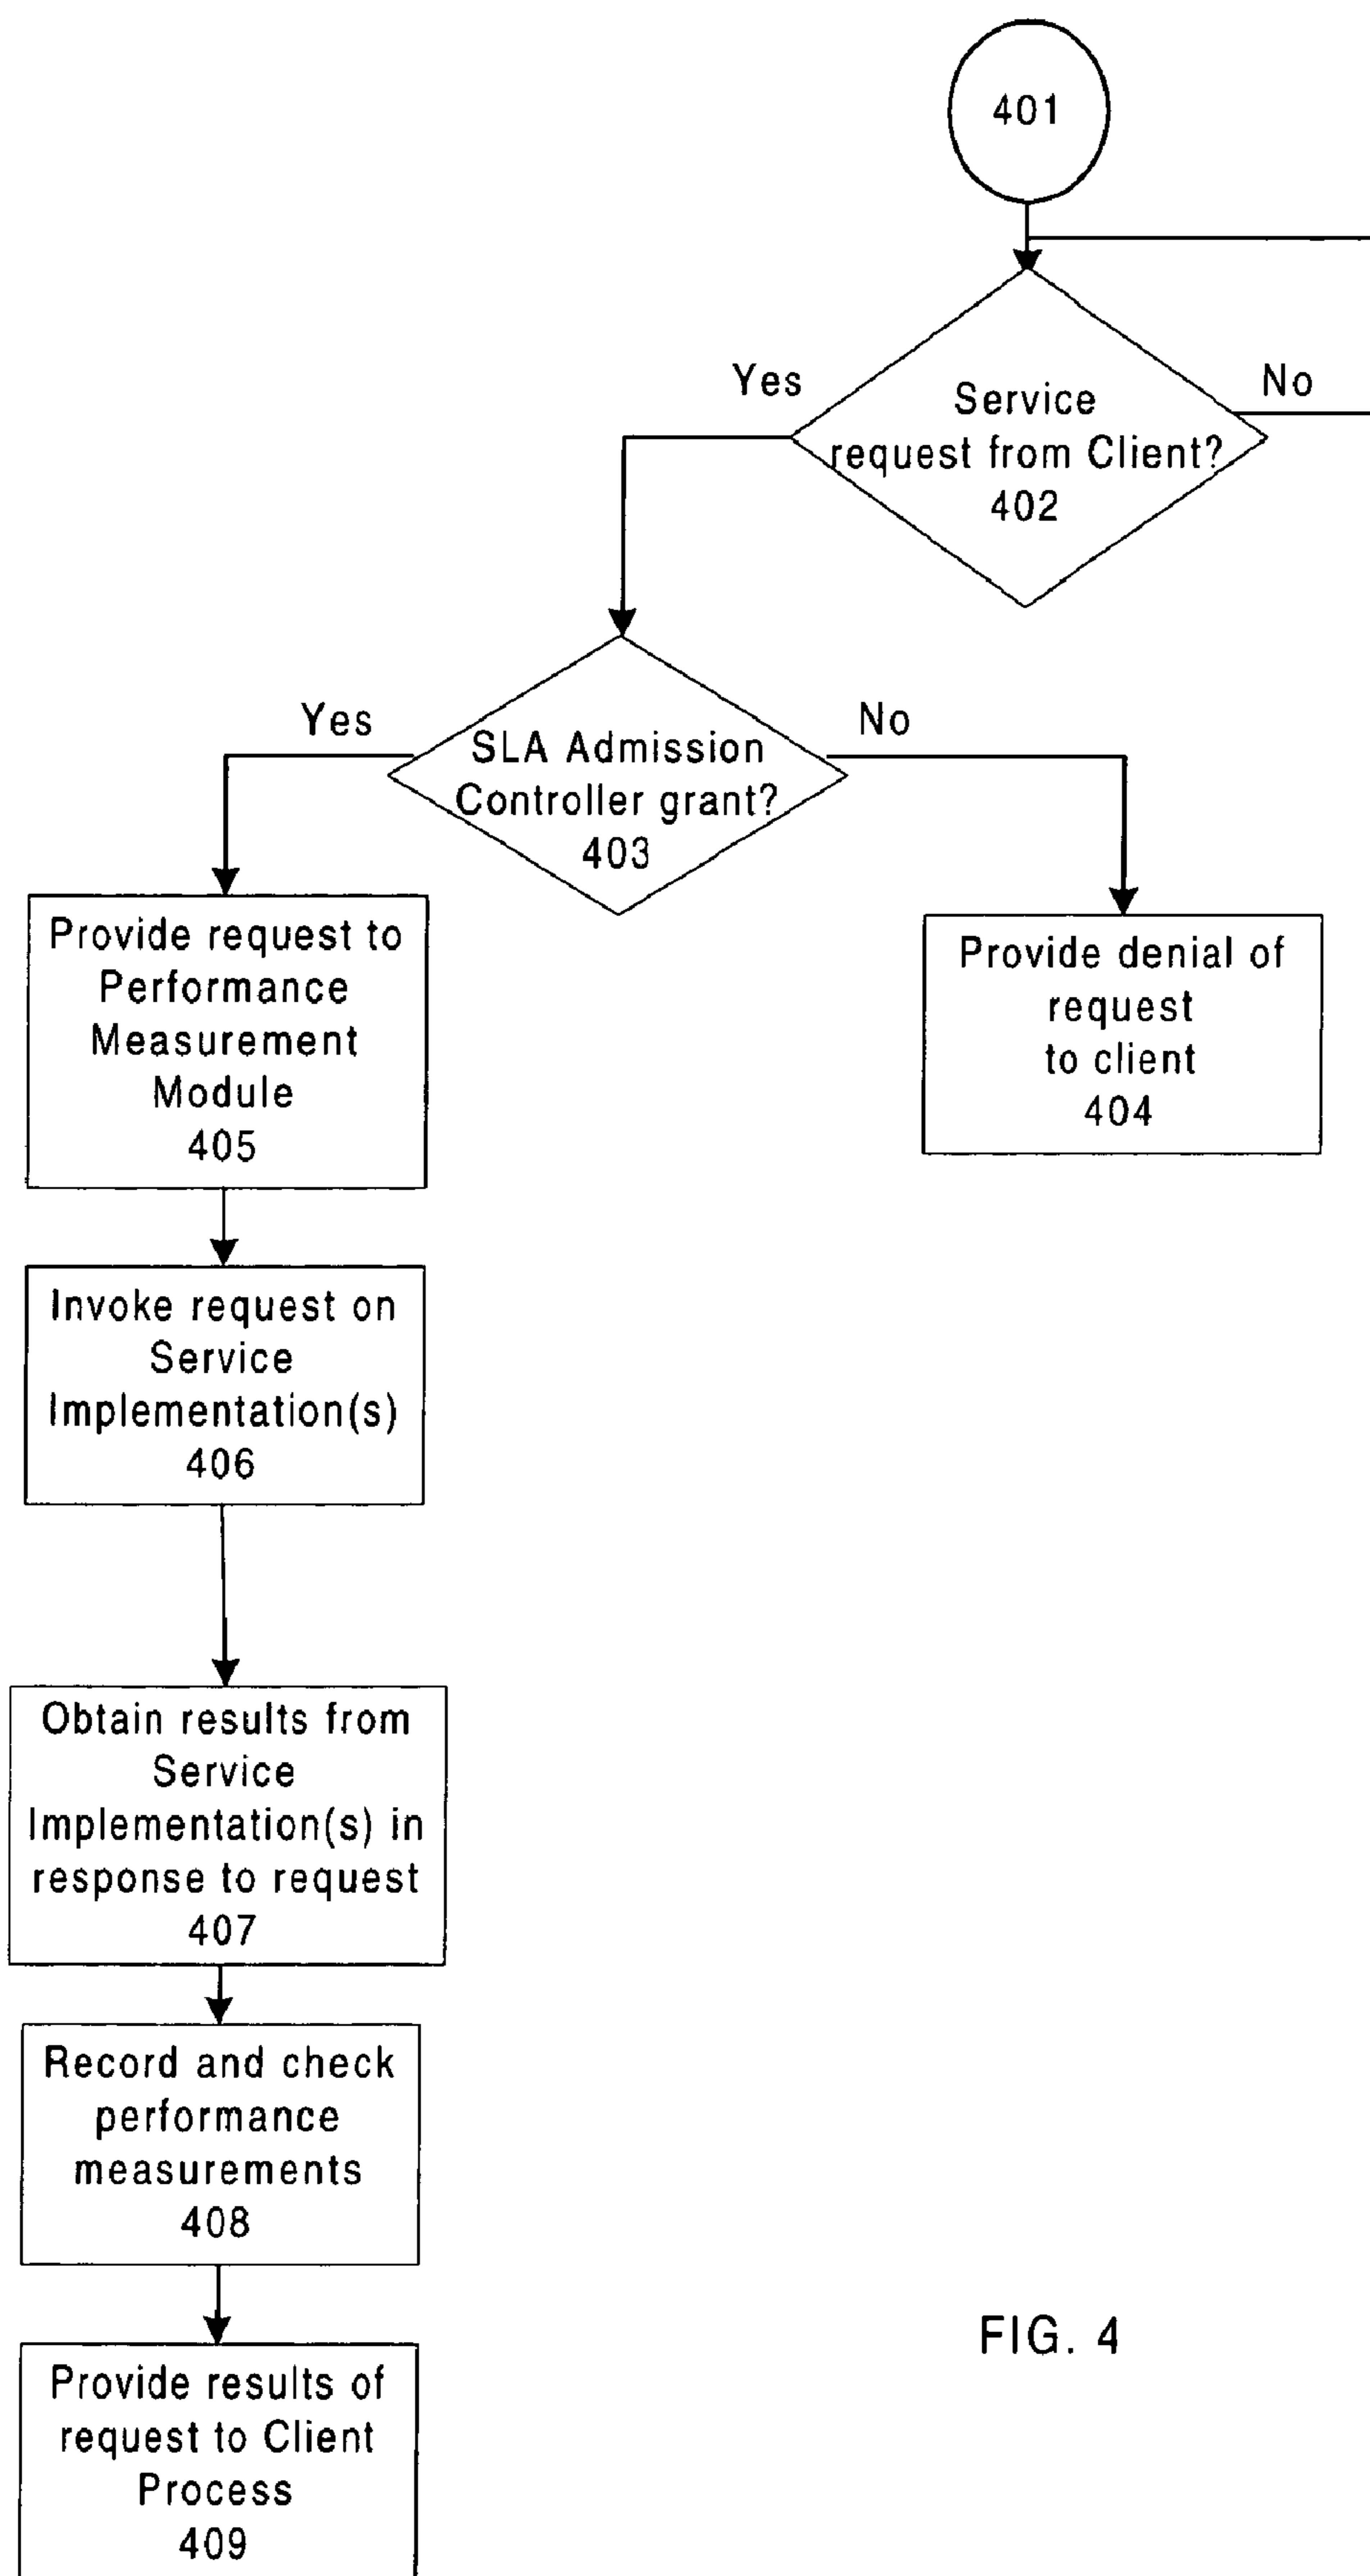 401
Service
request from Client?
402
Yes
No
SLA Admission
Controller grant?
403
Yes
No
Provide request to
Performance
Measurement
Module
405
Provide denial of
request
to client
404
Invoke request on
Service
Implementation(s)
406
Obtain results from
Service
Implementation(s) in
response to request
407
Record and check
performance
measurements
408
Provide results of
request to Client
Process
409
FIG. 4